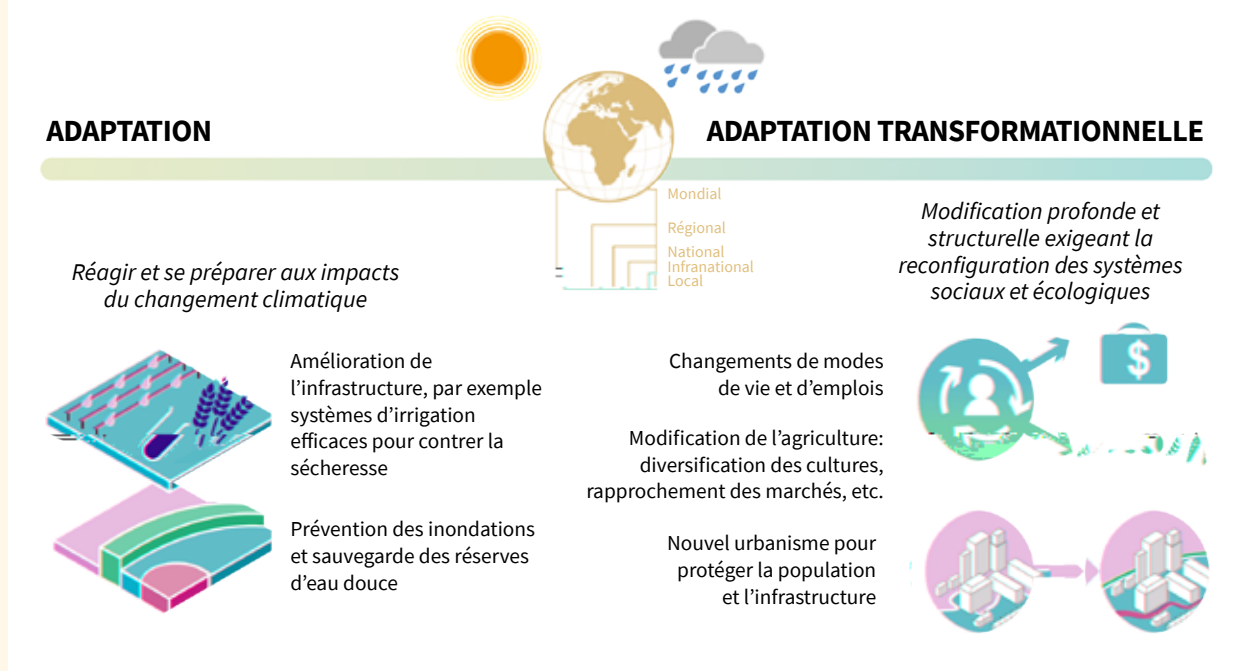 ADAPTATION
ADAPTATION TRANSFORMATIONNELLE
Mondial
Régional
National
Infranational
Local
Réagir et se préparer aux impacts
du changement climatique
Amélioration de
l’infrastructure, par exemple
systèmes d’irrigation
efficaces pour contrer la
sécheresse
Prévention des inondations
et sauvegarde des réserves
d’eau douce
Modification profonde et
structurelle exigeant la
reconfiguration des systèmes
sociaux et écologiques
Changements de modes
de vie et d’emplois
$
Modification de l’agriculture:
diversification des cultures,
rapprochement des marchés, etc.
Nouvel urbanisme pour
protéger la population
et l’infrastructure